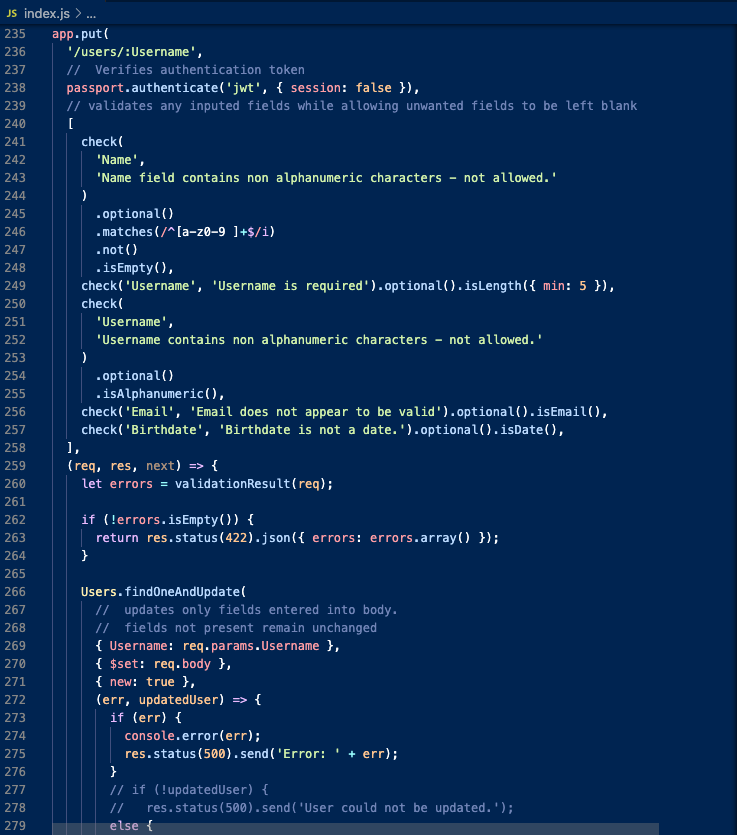 JS index.js > ...
235 app.put(
236 '/users/:Username',
237 //  Verifies authentication token
238 passport.authenticate('jwt', { session: false }),
239 // validates any inputed fields while allowing unwanted fields to be left blank
240 [
241 check(
242 'Name',
243 'Name field contains non alphanumeric characters - not allowed.'
244 )
245 .optional()
246 .matches(/^[a-z0-9 ]+$/i)
247 .not()
248 .isEmpty(),
249 check('Username', 'Username is required').optional().isLength({ min: 5 }),
250 check(
251 'Username',
252 'Username contains non alphanumeric characters - not allowed.'
253 )
254 .optional()
255 .isAlphanumeric(),
256 check('Email', 'Email does not appear to be valid').optional().isEmail(),
257 check('Birthdate', 'Birthdate is not a date.').optional().isDate(),
258 ],
259 (req, res, next) => {
260 let errors = validationResult(req);
261
262 if (!errors.isEmpty()) {
263 return res.status(422).json({ errors: errors.array() });
264 }
265
266 Users.findOneAndUpdate(
267 //  updates only fields entered into body.
268 //  fields not present remain unchanged
269 { Username: req.params.Username },
270 { $set: req.body },
271 { new: true },
272 (err, updatedUser) => {
273 if (err) {
274 console.error(err);
275 res.status(500).send('Error: ' + err);
276 }
277 // if (!updatedUser) {
278 //   res.status(500).send('User could not be updated.');
279 else {